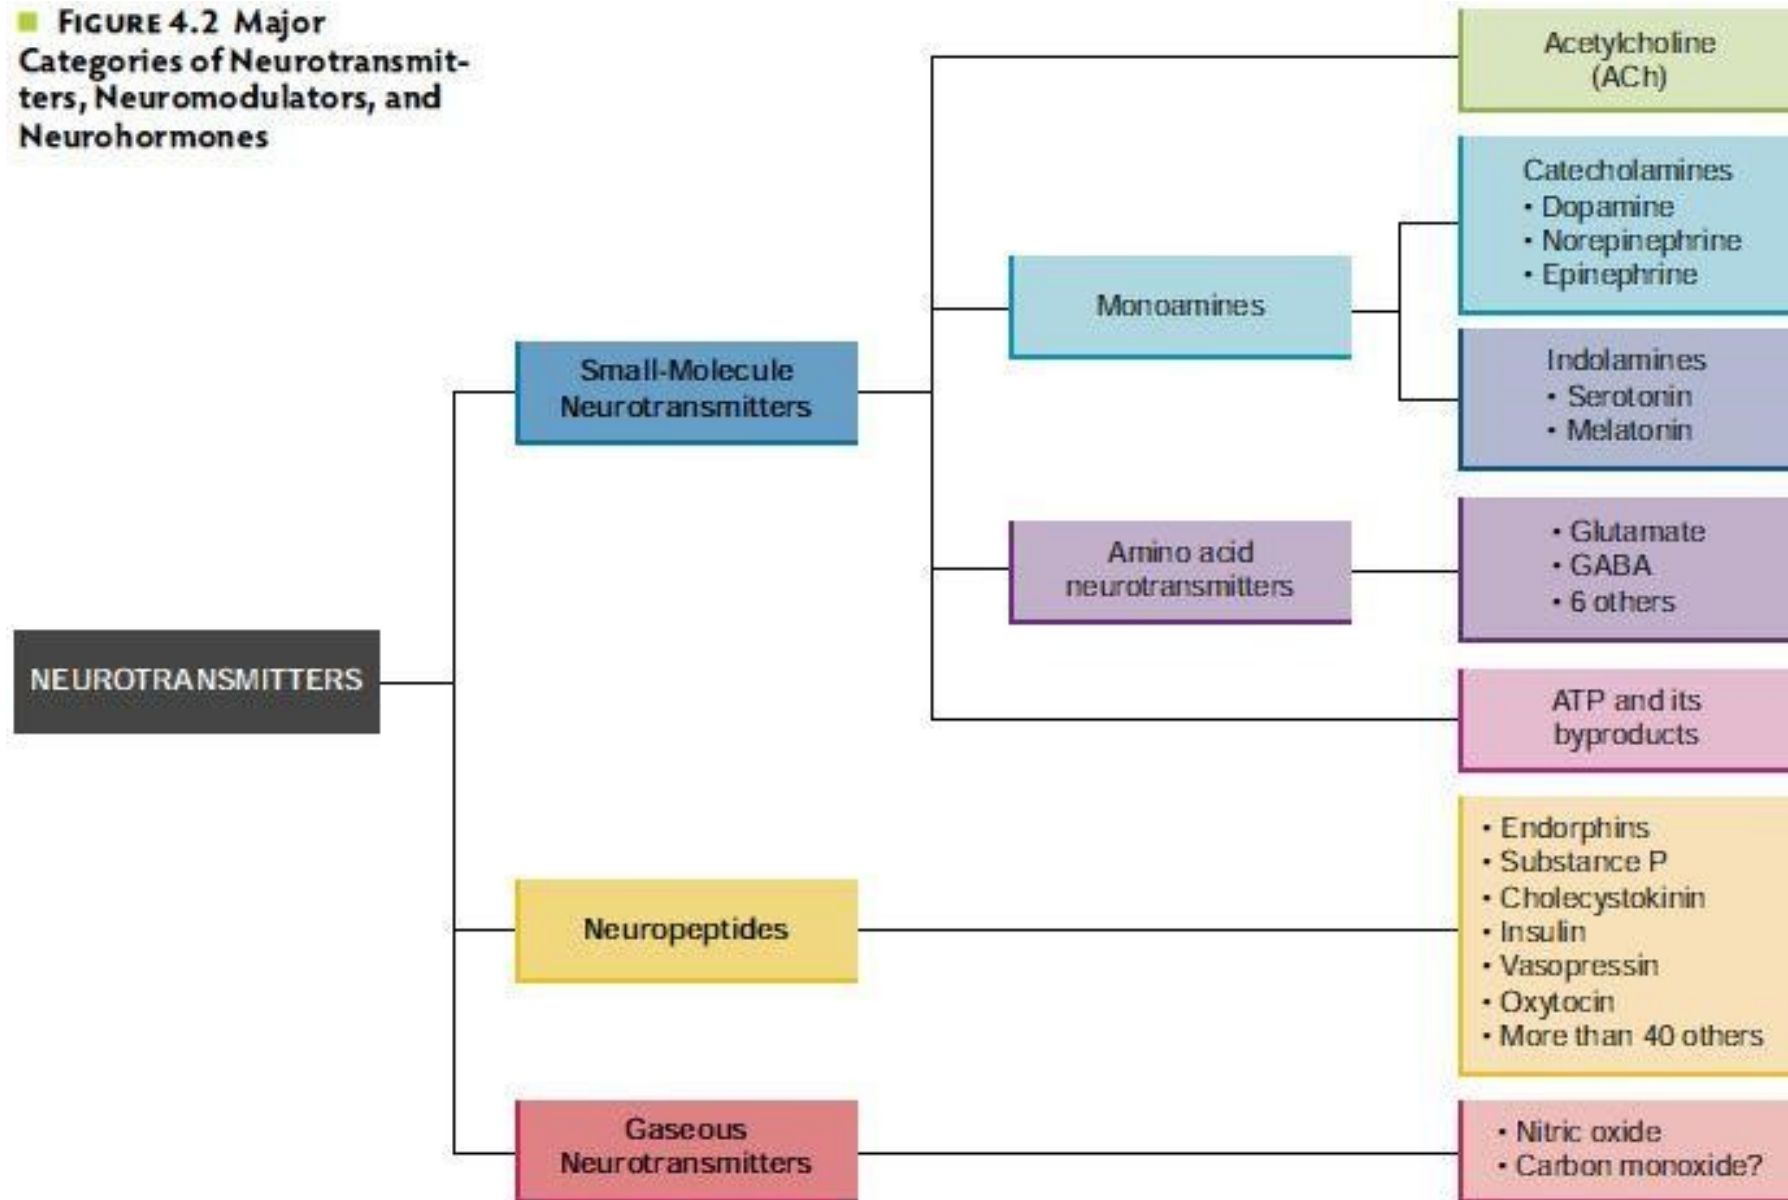 ■ FIGURE 4.2 Major
Categories of Neurotransmit-
ters, Neuromodulators, and
Neurohormones
NEUROTRANSMITTERS
Small-Molecule
Neurotransmitters
Neuropeptides
Gaseous
Neurotransmitters
Monoamines
Amino acid
neurotransmitters
Acetylcholine
(ACh)
Catecholamines
• Dopamine
• Norepinephrine
• Epinephrine
Indolamines
• Serotonin
• Melatonin
• Glutamate
• GABA
• 6 others
ATP and its
byproducts
• Endorphins
• Substance P
• Cholecystokinin
• Insulin
• Vasopressin
• Oxytocin
• More than 40 others
• Nitric oxide
• Carbon monoxide?